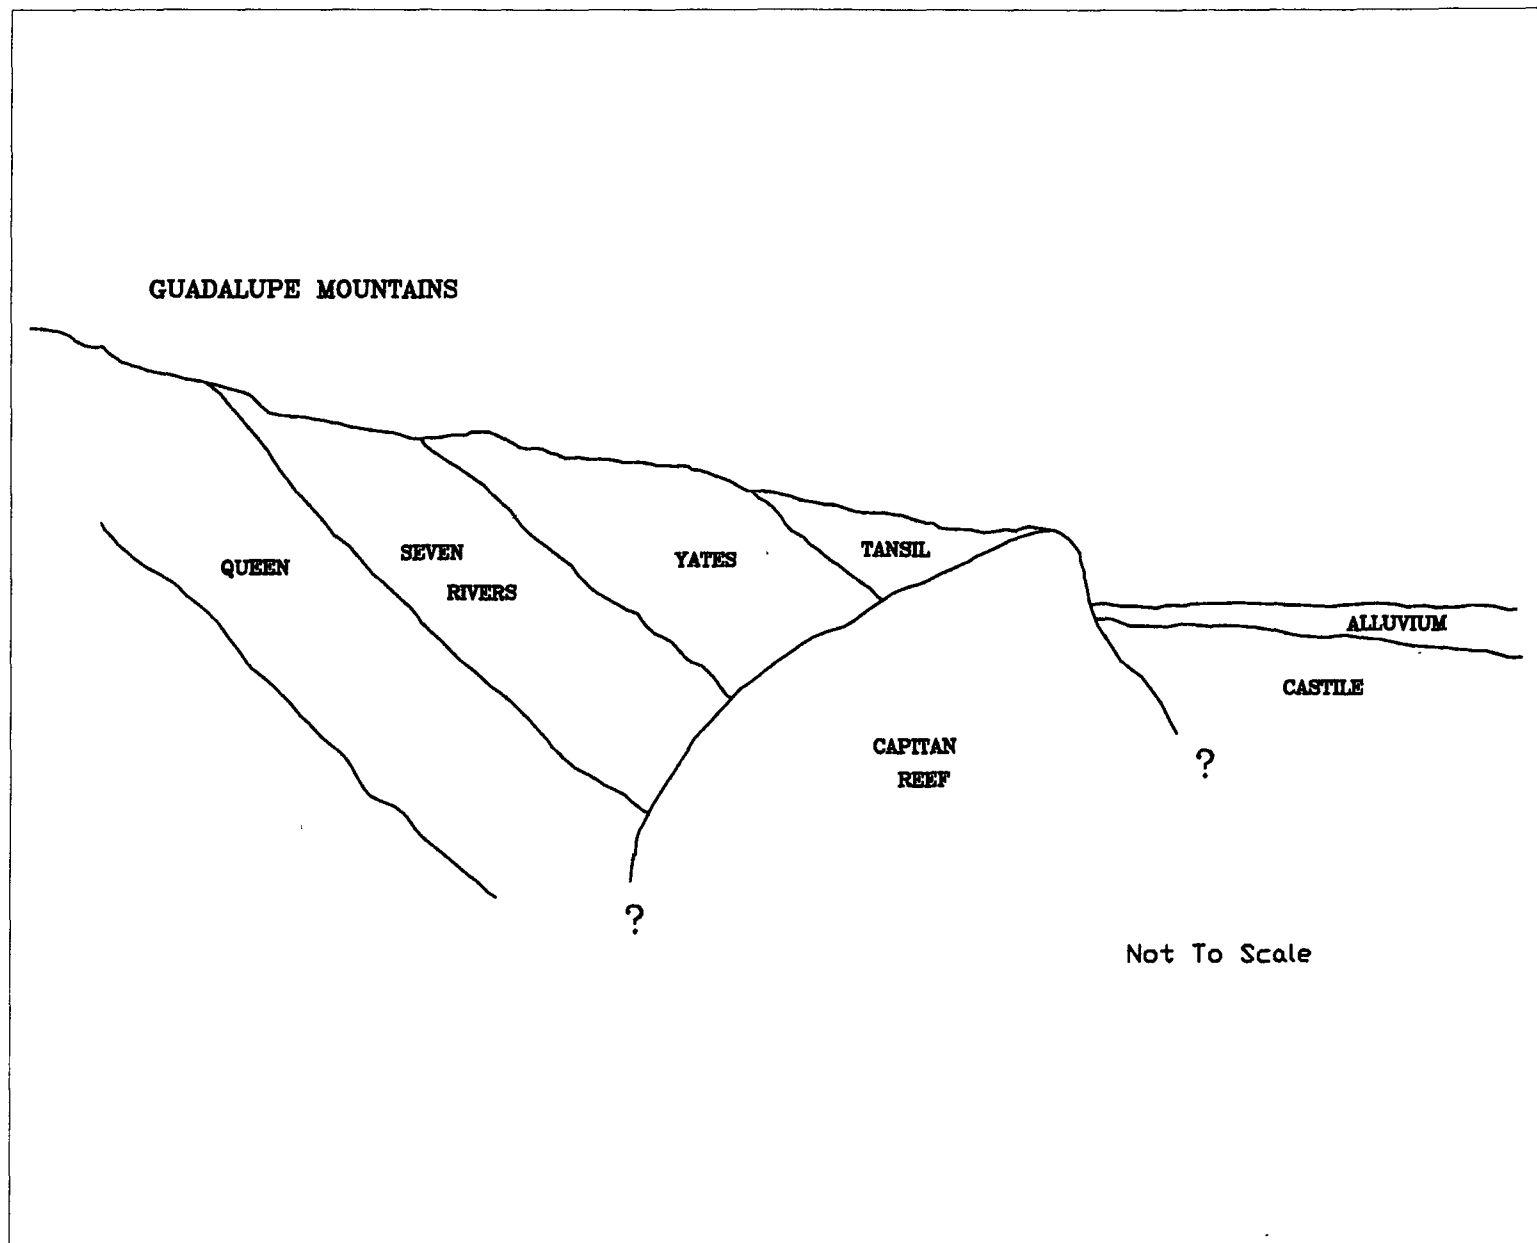 GUADALUPE MOUNTAINS
QUEEN
SEVEN
RIVERS
YATES
TANSIL
ALLUVIUM
CASTILE
CAPITAN
REEF
?
?
Not To Scale